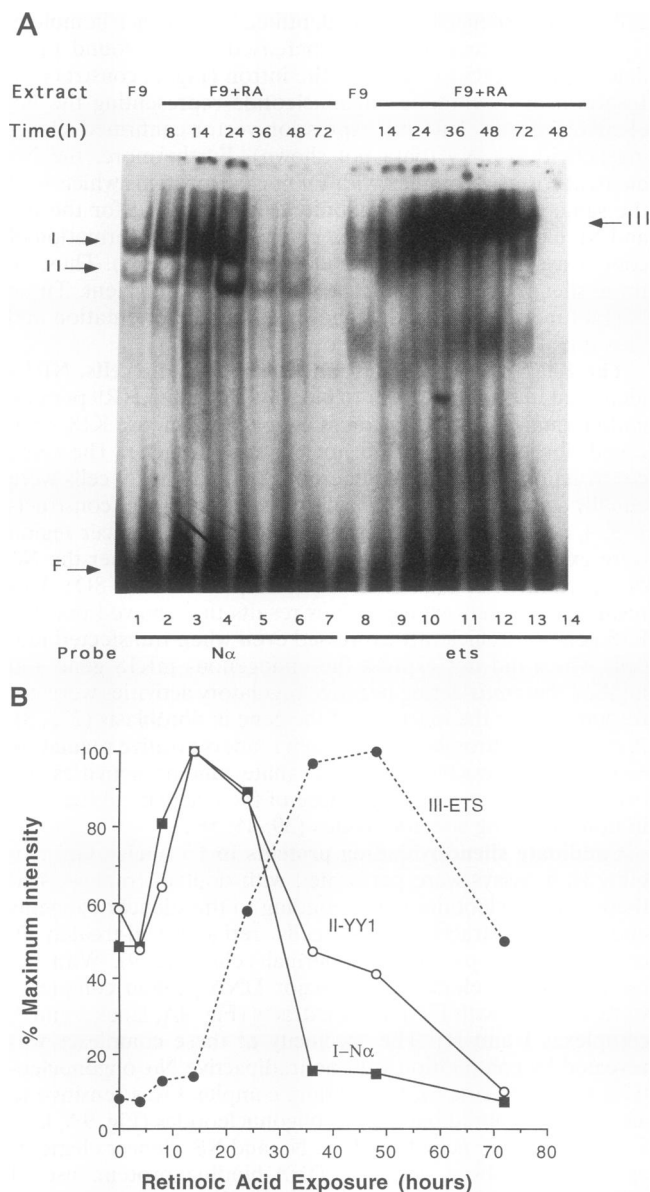 A
Extract F9 F9+RA F9 F9+RA
Time(h) 8 14 24 36 48 72 14 24 36 48 72 48
I
II
III
F
1 2 3 4 5 6 7 8 9 10 11 12 13 14
Probe Nα ets
B
% Maximum Intensity
100
80
60
40
20
0
III-ETS
II-YY1
I-Nα
0 10 20 30 40 50 60 70 80
Retinoic Acid Exposure (hours)